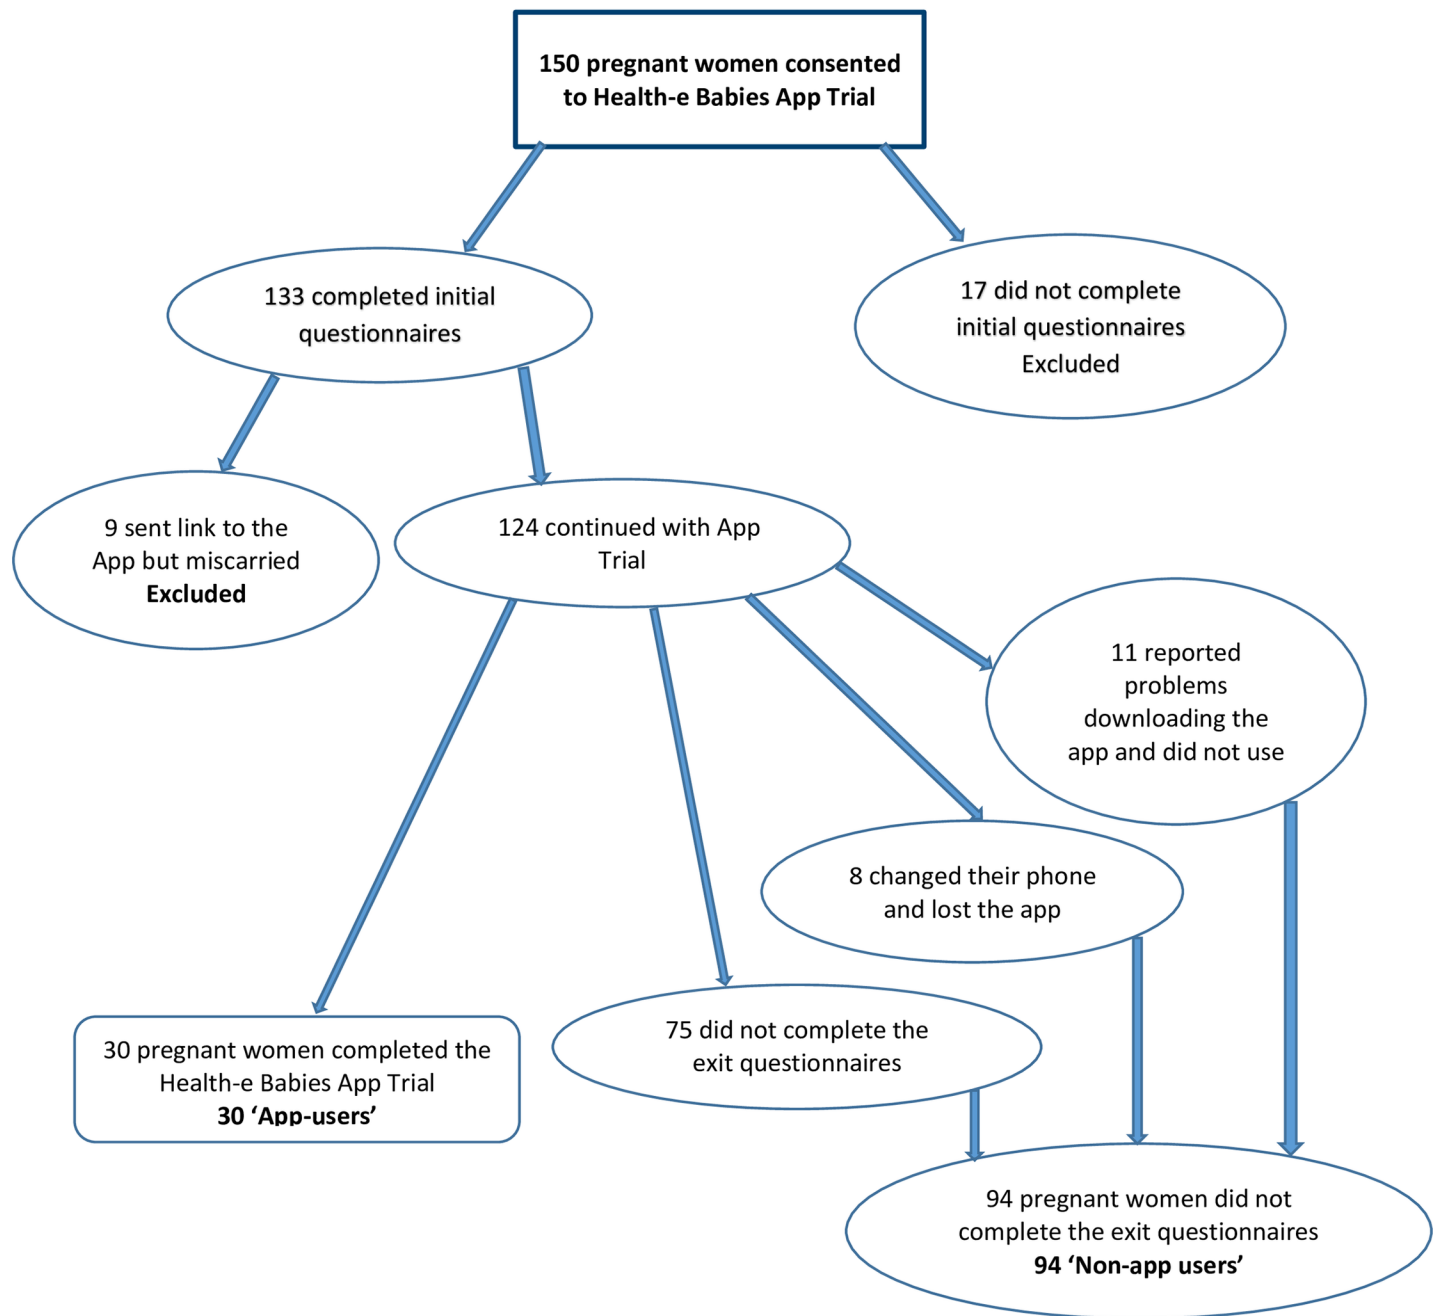 150 pregnant women consented
to Health-e Babies App Trial
133 completed initial
questionnaires
17 did not complete
initial questionnaires
Excluded
9 sent link to the
App but miscarried
Excluded
124 continued with App
Trial
11 reported
problems
downloading the
app and did not use
8 changed their phone
and lost the app
75 did not complete the
exit questionnaires
30 pregnant women completed the
Health-e Babies App Trial
30 ‘App-users’
94 pregnant women did not
complete the exit questionnaires
94 ‘Non-app users’